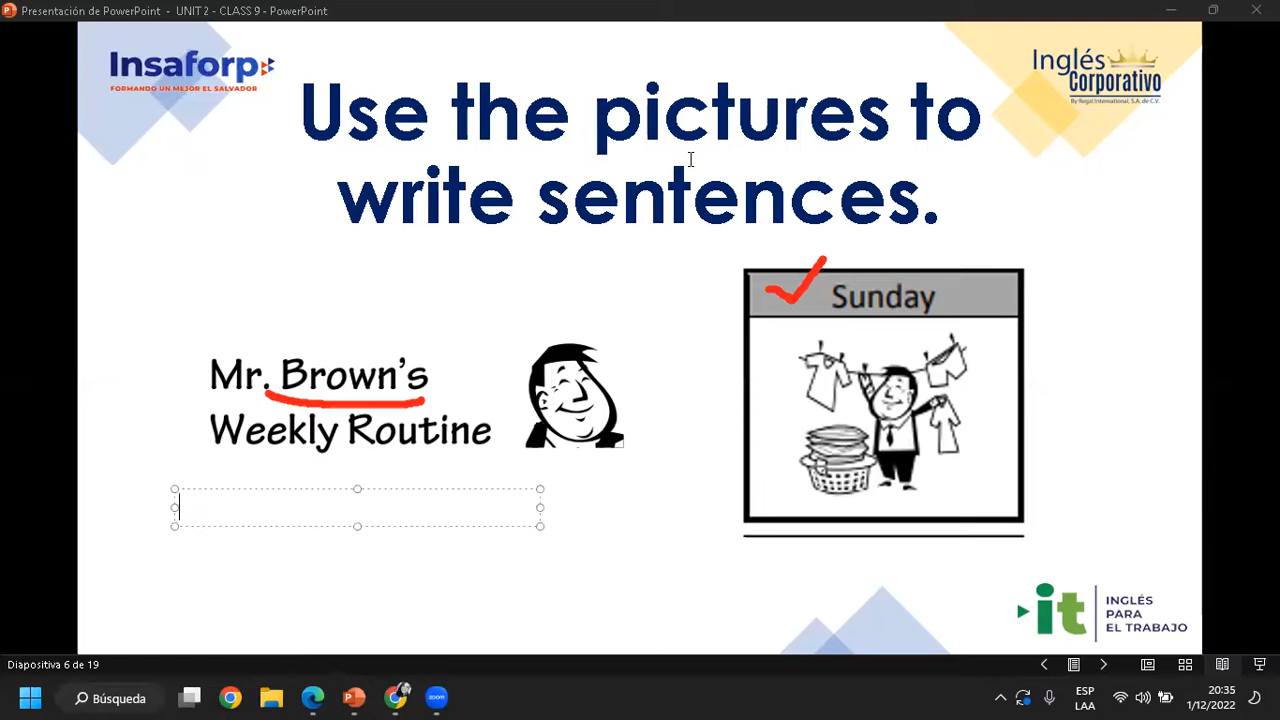 Presentación de PowerPoint - UNIT 2 - CLASS 9 - PowerPoint
Insaforp
FORMANDO UN MEJOR EL SALVADOR
Inglés
Corporativo
By Regal International, S.A. de C.V.
Use the pictures to
write sentences.
Sunday
Mr. Brown's
Weekly Routine
it
INGLÉS
PARA
EL TRABAJO
Diapositiva 6 de 19
Búsqueda
zoom
ESP
LAA
20:35
1/12/2022